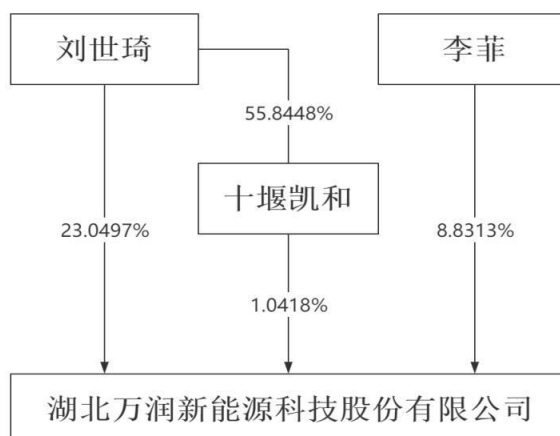 刘世琦
李菲
55.8448%
十堰凯和
23.0497%
8.8313%
1.0418%
湖北万润新能源科技股份有限公司